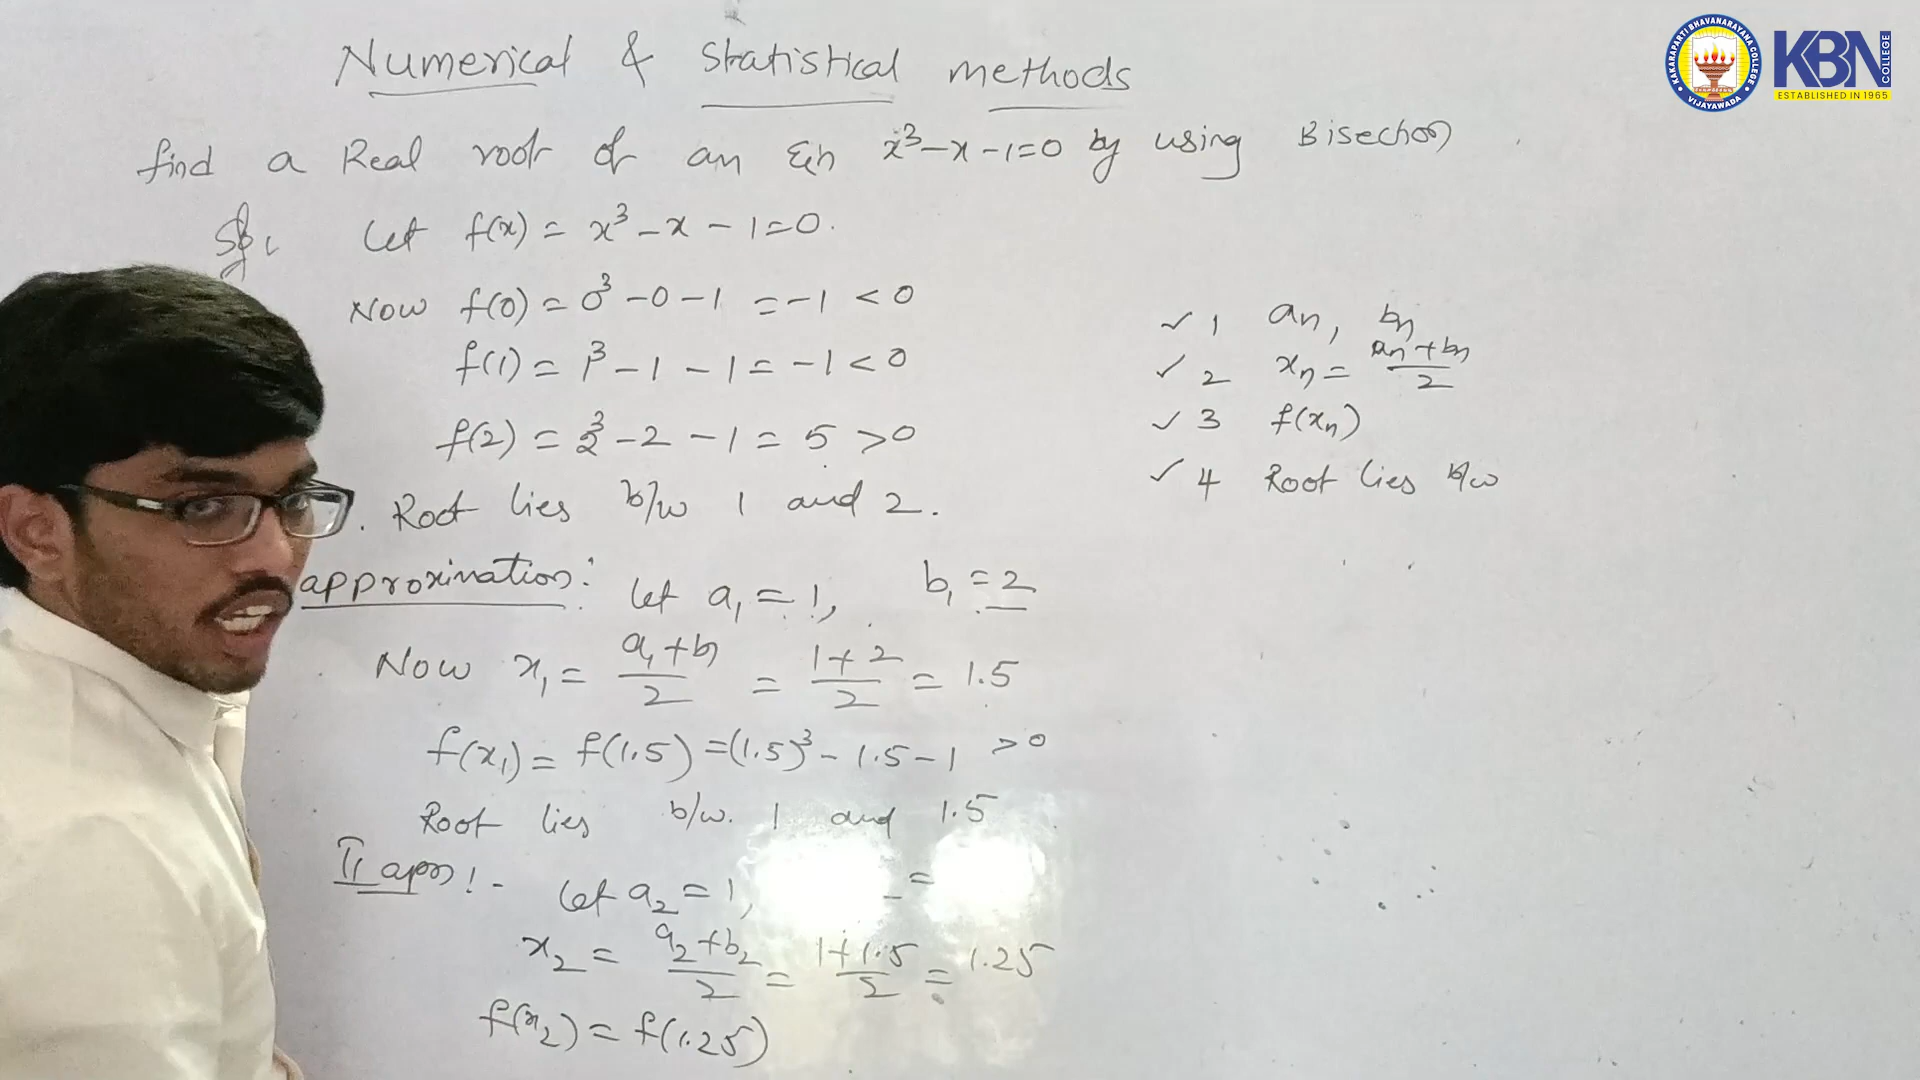 Numerical & Statistical methods
find a Real root of an Eqn x³-x-1=0 by using Bisection
Let f(x) = x³-x-1=0.
Now f(0) = 0³-0-1 = -1 < 0
f(1) = 1³-1-1 = -1 < 0
f(2) = 2³-2-1 = 5 > 0
Root lies b/w 1 and 2.
approximation: let a₁ = 1, b₁ = 2
Now x₁ = (a₁+b₁)/2 = (1+2)/2 = 1.5
f(x₁) = f(1.5) = (1.5)³-1.5-1 > 0
Root lies b/w. 1 and 1.5
II apprn:- let a₂ = 1, =
x₂ = (a₂+b₂)/2 = (1+1.5)/2 = 1.25
f(x₂) = f(1.25)
✓ 1 aₙ, bₙ
✓ 2 xₙ = (aₙ+bₙ)/2
✓ 3 f(xₙ)
✓ 4 Root lies b/w
KAKARAPARTI BHAVANARAYANA COLLEGE
VIJAYAWADA
KBN COLLEGE
ESTABLISHED IN 1965